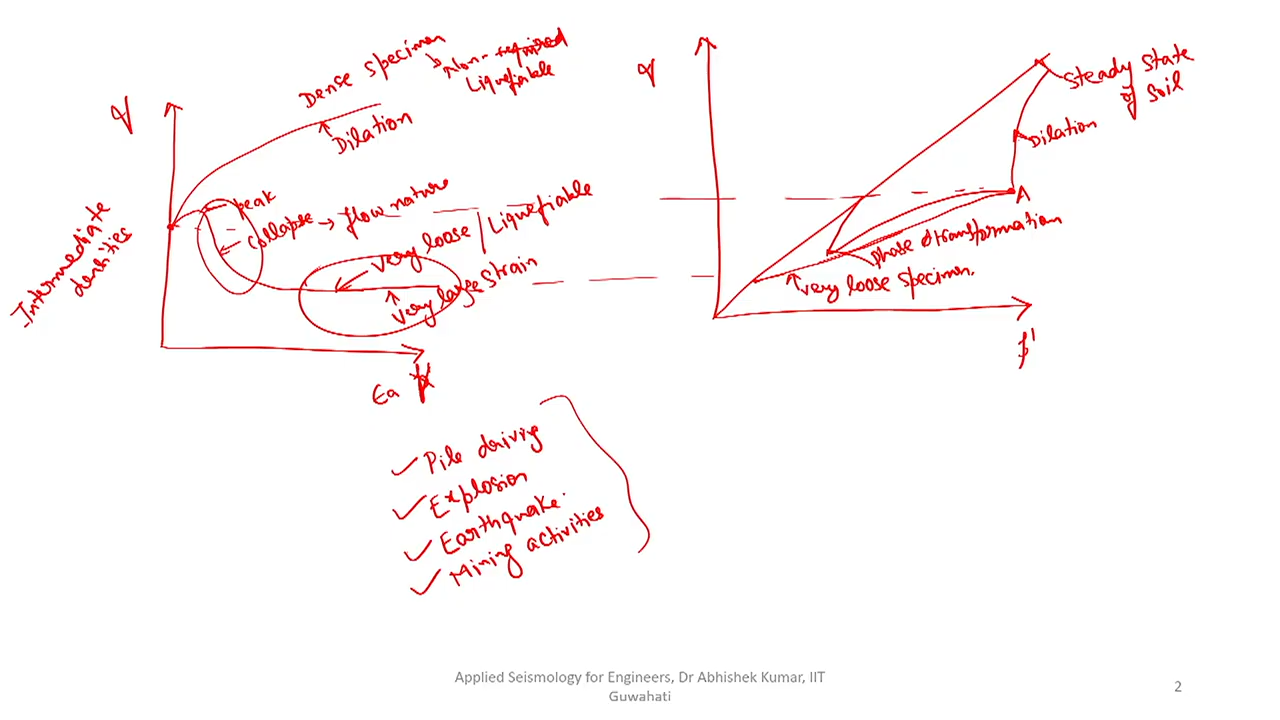 q
Dense specimen
Non-required
Liquefiable
Dilation
peak
collapse → flow nature
very loose / Liquefiable
very large strain
Intermediate
densities
Ea
q
Steady state
of soil
Dilation
A
phase transformation
very loose specimen.
p'
✓ Pile driving
✓ Explosion
✓ Earthquake
✓ Mining activities
Applied Seismology for Engineers, Dr Abhishek Kumar, IIT
Guwahati
2